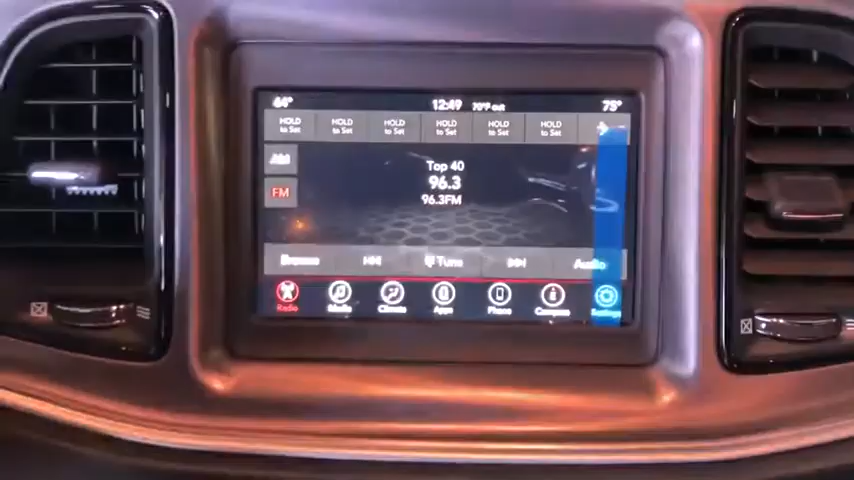 64° 12:49 70°F out 75°
HOLD to Set HOLD to Set HOLD to Set HOLD to Set HOLD to Set HOLD to Set
AM
Top 40
96.3
FM
96.3FM
Browse Tune Audio
Radio Media Climate Apps Phone Compass Settings